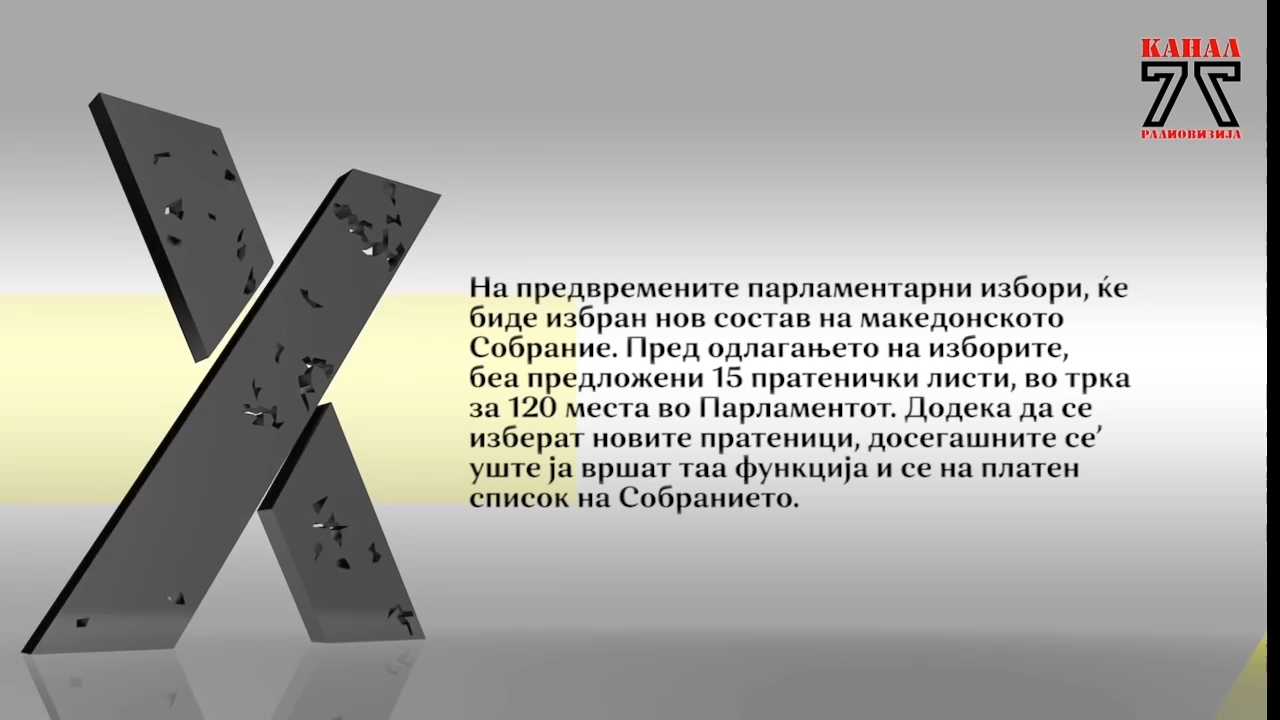 КАНАЛ
77
РАДИОВИЗИЈА
На предвремените парламентарни избори, ќе
биде избран нов состав на македонското
Собрание. Пред одлагањето на изборите,
беа предложени 15 пратенички листи, во трка
за 120 места во Парламентот. Додека да се
изберат новите пратеници, досегашните се’
уште ја вршат таа функција и се на платен
список на Собранието.